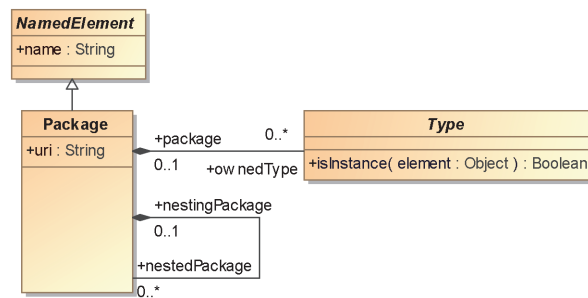 NamedElement
+name : String
Package
+uri : String
+package
0..1
0..*
+ownedType
Type
+isInstance( element : Object ) : Boolean
+nestingPackage
0..1
+nestedPackage
0..*